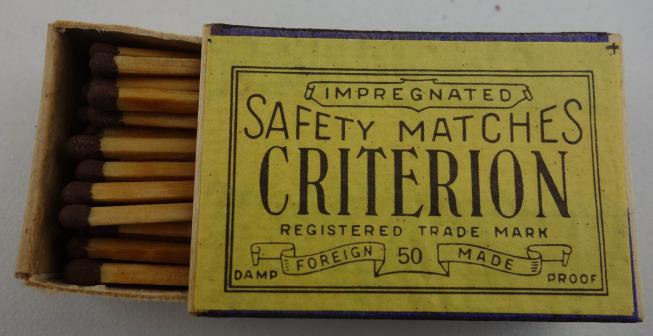 IMPREGNATED
SAFETY MATCHES
CRITERION
REGISTERED TRADE MARK
FOREIGN 50 MADE
DAMP PROOF